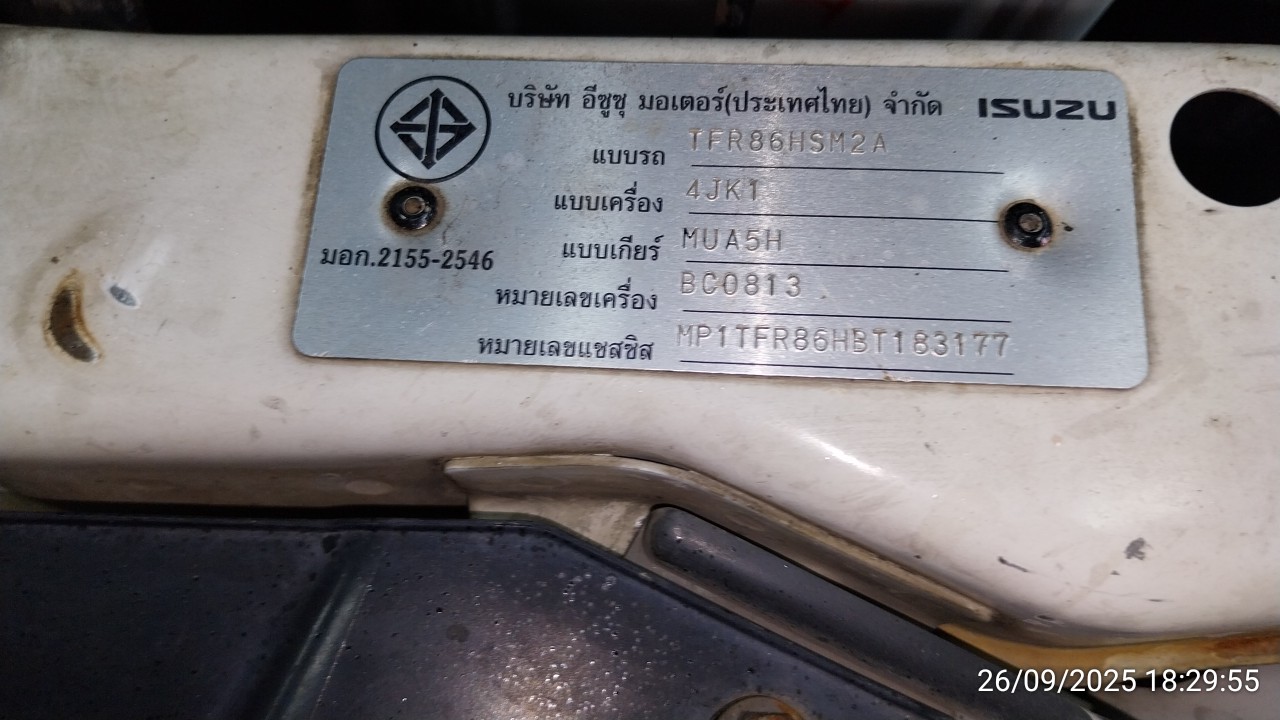 บริษัท อีซูซุ มอเตอร์(ประเทศไทย) จำกัด ISUZU
แบบรถ TFR86HSM2A
แบบเครื่อง 4JK1
แบบเกียร์ MUA5H
มอก.2155-2546
หมายเลขเครื่อง BC0813
หมายเลขแชสซิส MP1TFR86HBT183177
26/09/2025 18:29:55